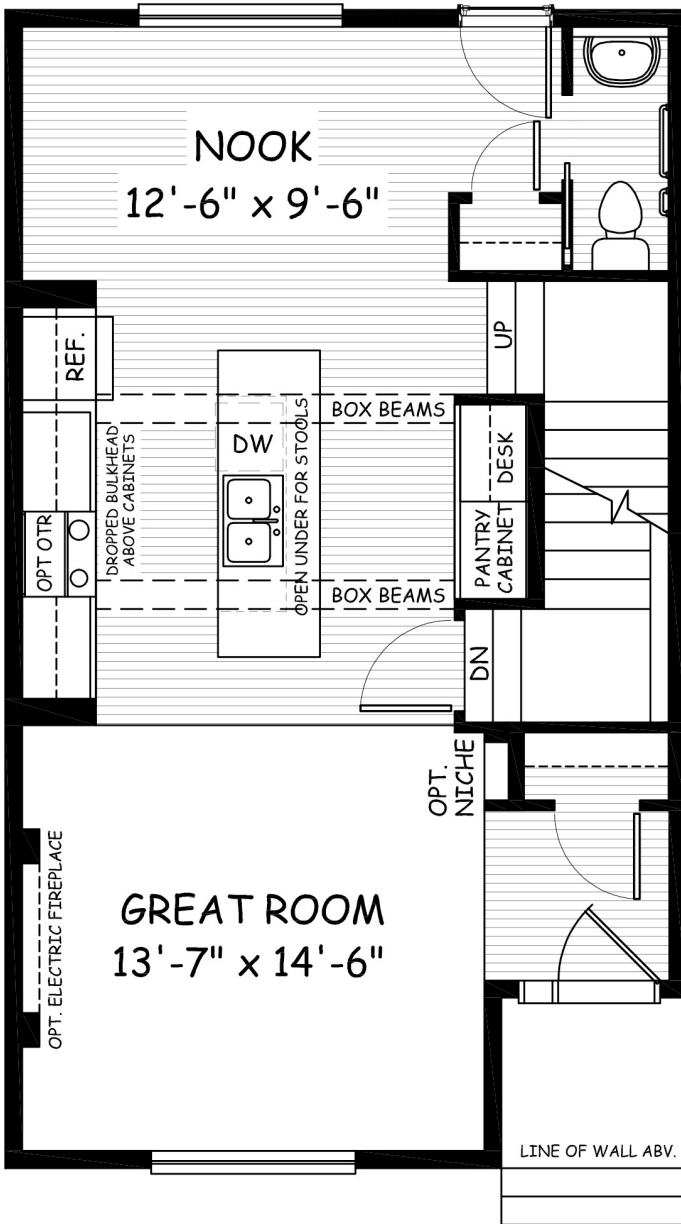 NOOK
12'-6" x 9'-6"
UP
REF.
BOX BEAMS
DW
OPEN UNDER FOR STOOLS
DESK
PANTRY
CABINET
DROPPED BULKHEAD
ABOVE CABINETS
OPT OTR
BOX BEAMS
DN
OPT.
NICHE
OPT. ELECTRIC FIREPLACE
GREAT ROOM
13'-7" x 14'-6"
LINE OF WALL ABV.